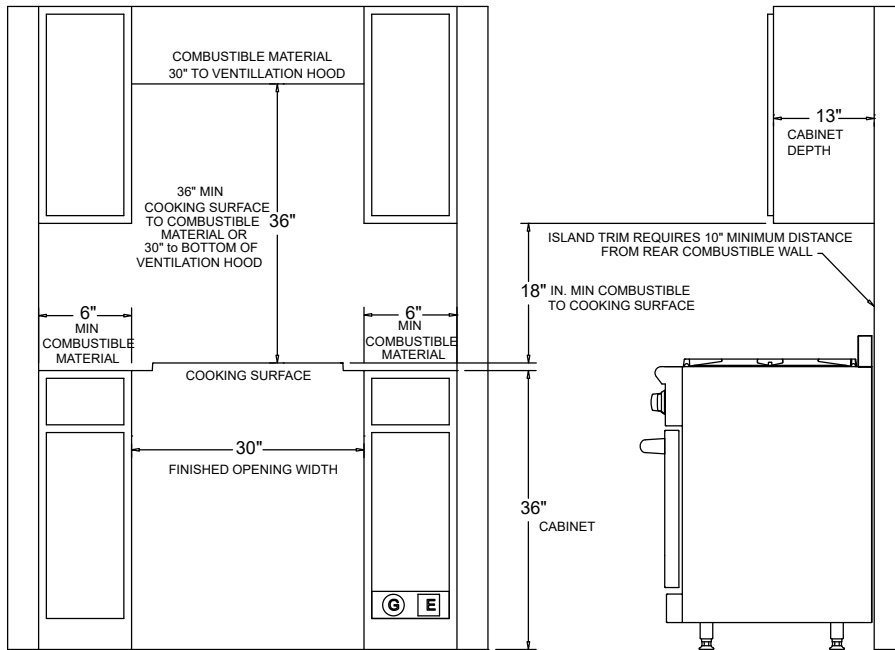 COMBUSTIBLE MATERIAL
30" TO VENTILLATION HOOD
36" MIN
COOKING SURFACE
TO COMBUSTIBLE
MATERIAL OR
30" to BOTTOM OF
VENTILATION HOOD
36"
6"
MIN
COMBUSTIBLE
MATERIAL
6"
MIN
COMBUSTIBLE
MATERIAL
COOKING SURFACE
30"
FINISHED OPENING WIDTH
G E
13"
CABINET
DEPTH
ISLAND TRIM REQUIRES 10" MINIMUM DISTANCE
FROM REAR COMBUSTIBLE WALL
18" IN. MIN COMBUSTIBLE
TO COOKING SURFACE
36"
CABINET